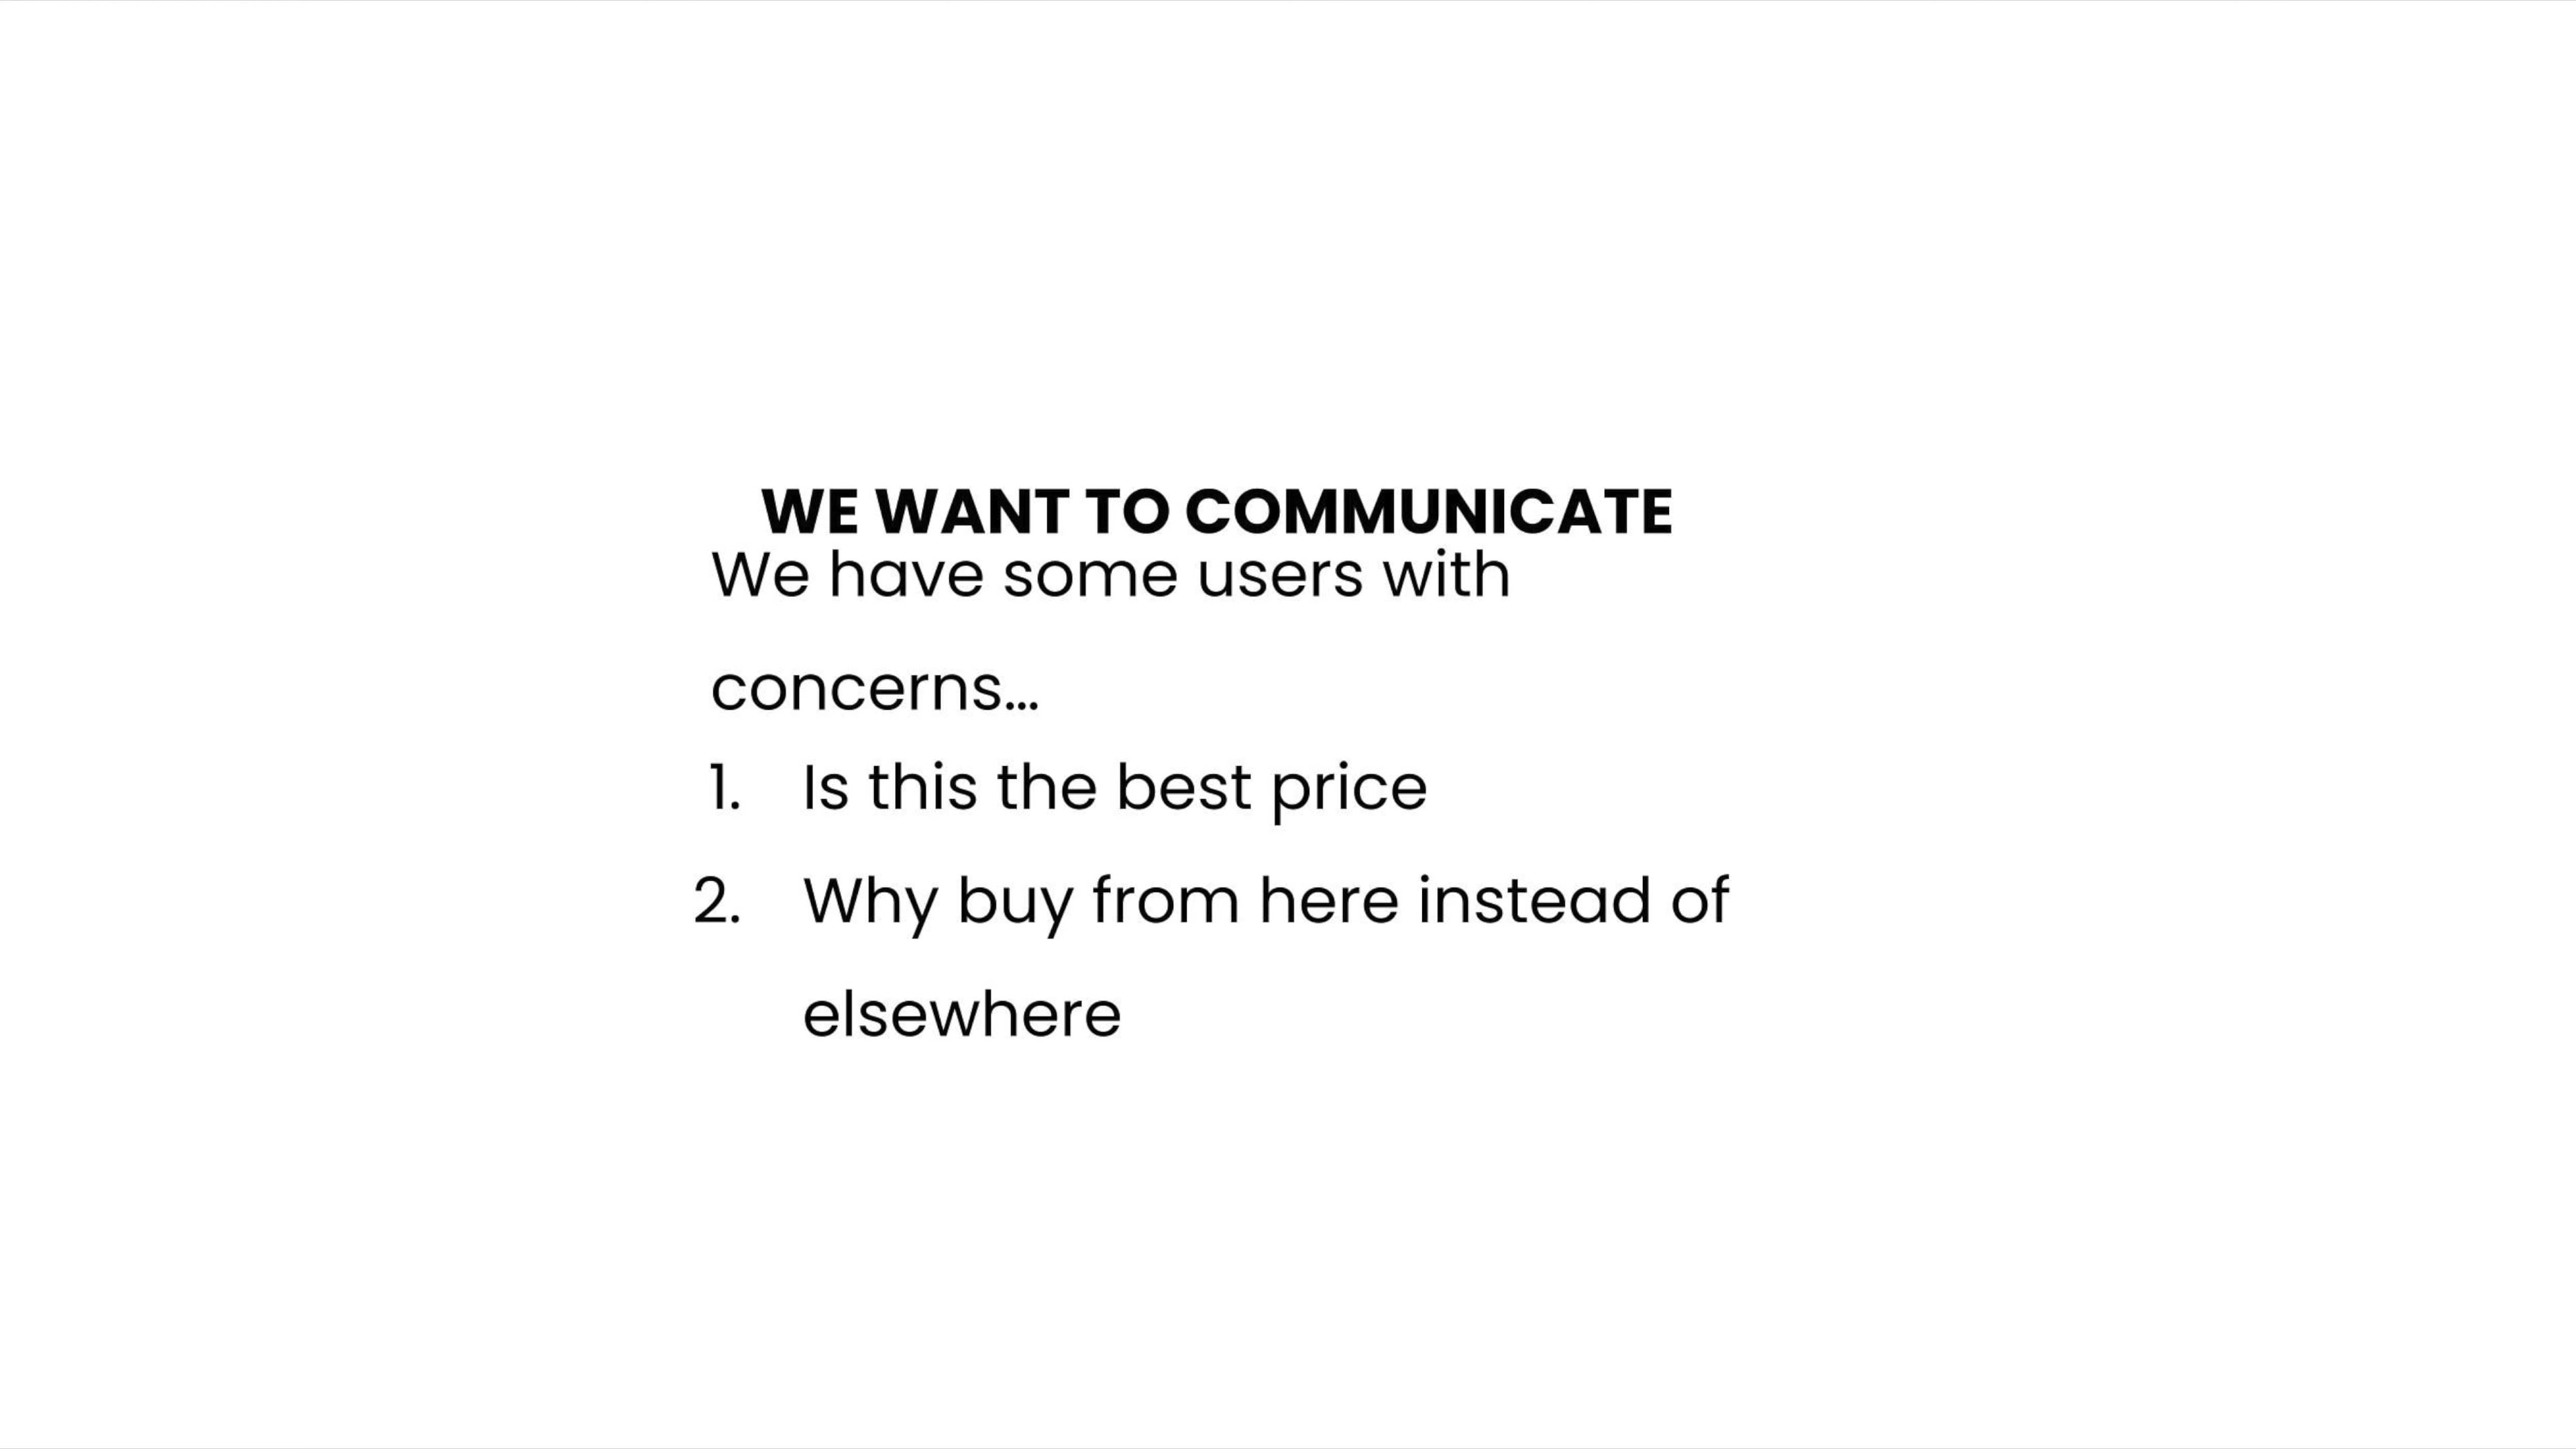 WE WANT TO COMMUNICATE
We have some users with
concerns...
1. Is this the best price
2. Why buy from here instead of
elsewhere